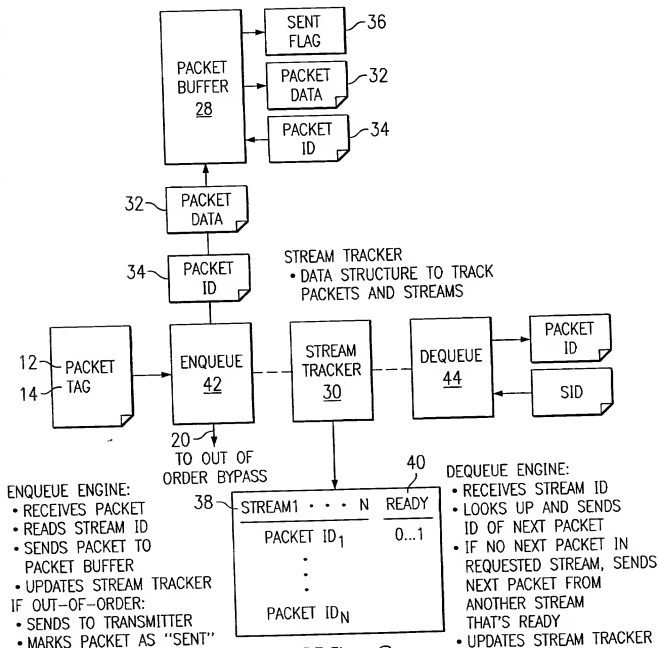 SENT
FLAG
36
PACKET
BUFFER
28
PACKET
DATA
32
PACKET
ID
34
32
PACKET
DATA
34
PACKET
ID
STREAM TRACKER
• DATA STRUCTURE TO TRACK
PACKETS AND STREAMS
12
PACKET
14
TAG
ENQUEUE
42
STREAM
TRACKER
30
DEQUEUE
44
PACKET
ID
SID
20
TO OUT OF
ORDER BYPASS
ENQUEUE ENGINE:
• RECEIVES PACKET
• READS STREAM ID
• SENDS PACKET TO
PACKET BUFFER
• UPDATES STREAM TRACKER
IF OUT-OF-ORDER:
• SENDS TO TRANSMITTER
• MARKS PACKET AS "SENT"
38
40
STREAM1 · · · N READY
PACKET ID1 0...1
PACKET IDN
DEQUEUE ENGINE:
• RECEIVES STREAM ID
• LOOKS UP AND SENDS
ID OF NEXT PACKET
• IF NO NEXT PACKET IN
REQUESTED STREAM, SENDS
NEXT PACKET FROM
ANOTHER STREAM
THAT'S READY
• UPDATES STREAM TRACKER